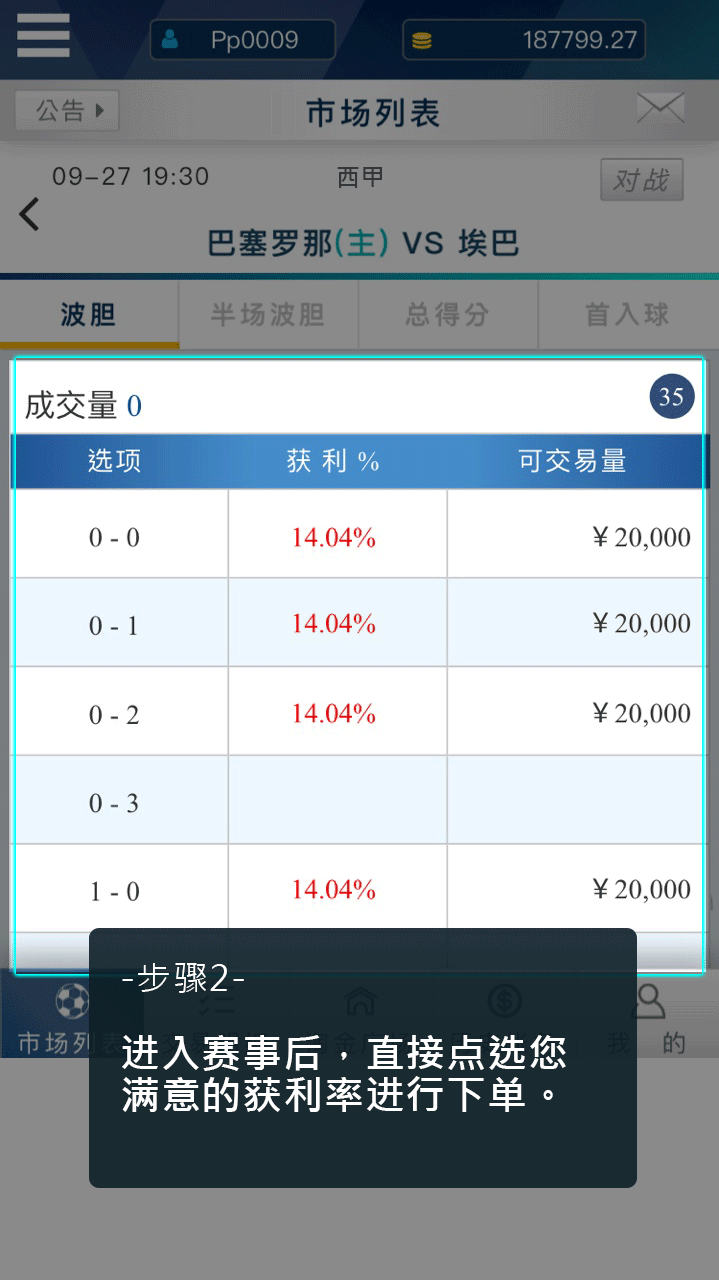 Pp0009
187799.27
公告
市场列表
09-27 19:30
西甲
对战
巴塞罗那(主) VS 埃巴
波胆
半场波胆
总得分
首入球
成交量 0
35
选项 获 利 % 可交易量
0 - 0 14.04% ¥20,000
0 - 1 14.04% ¥20,000
0 - 2 14.04% ¥20,000
0 - 3
1 - 0 14.04% ¥20,000
-步骤2-
进入赛事后，直接点选您
满意的获利率进行下单。
市场列表
我 的